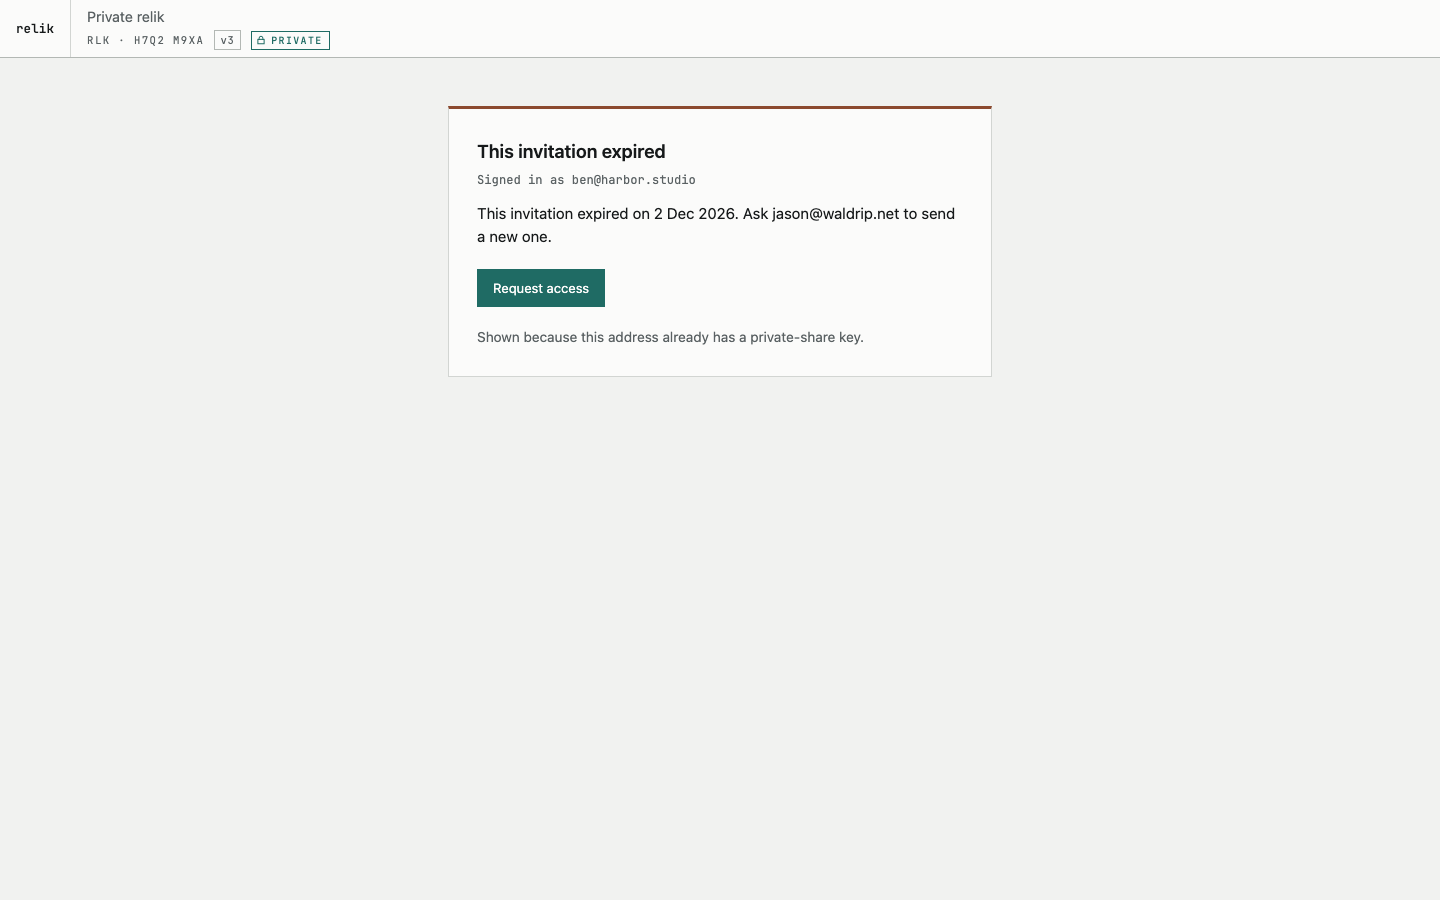 relik
Private relik
RLK · H7Q2 M9XA v3 PRIVATE
This invitation expired
Signed in as ben@harbor.studio
This invitation expired on 2 Dec 2026. Ask jason@waldrip.net to send
a new one.
Request access
Shown because this address already has a private-share key.